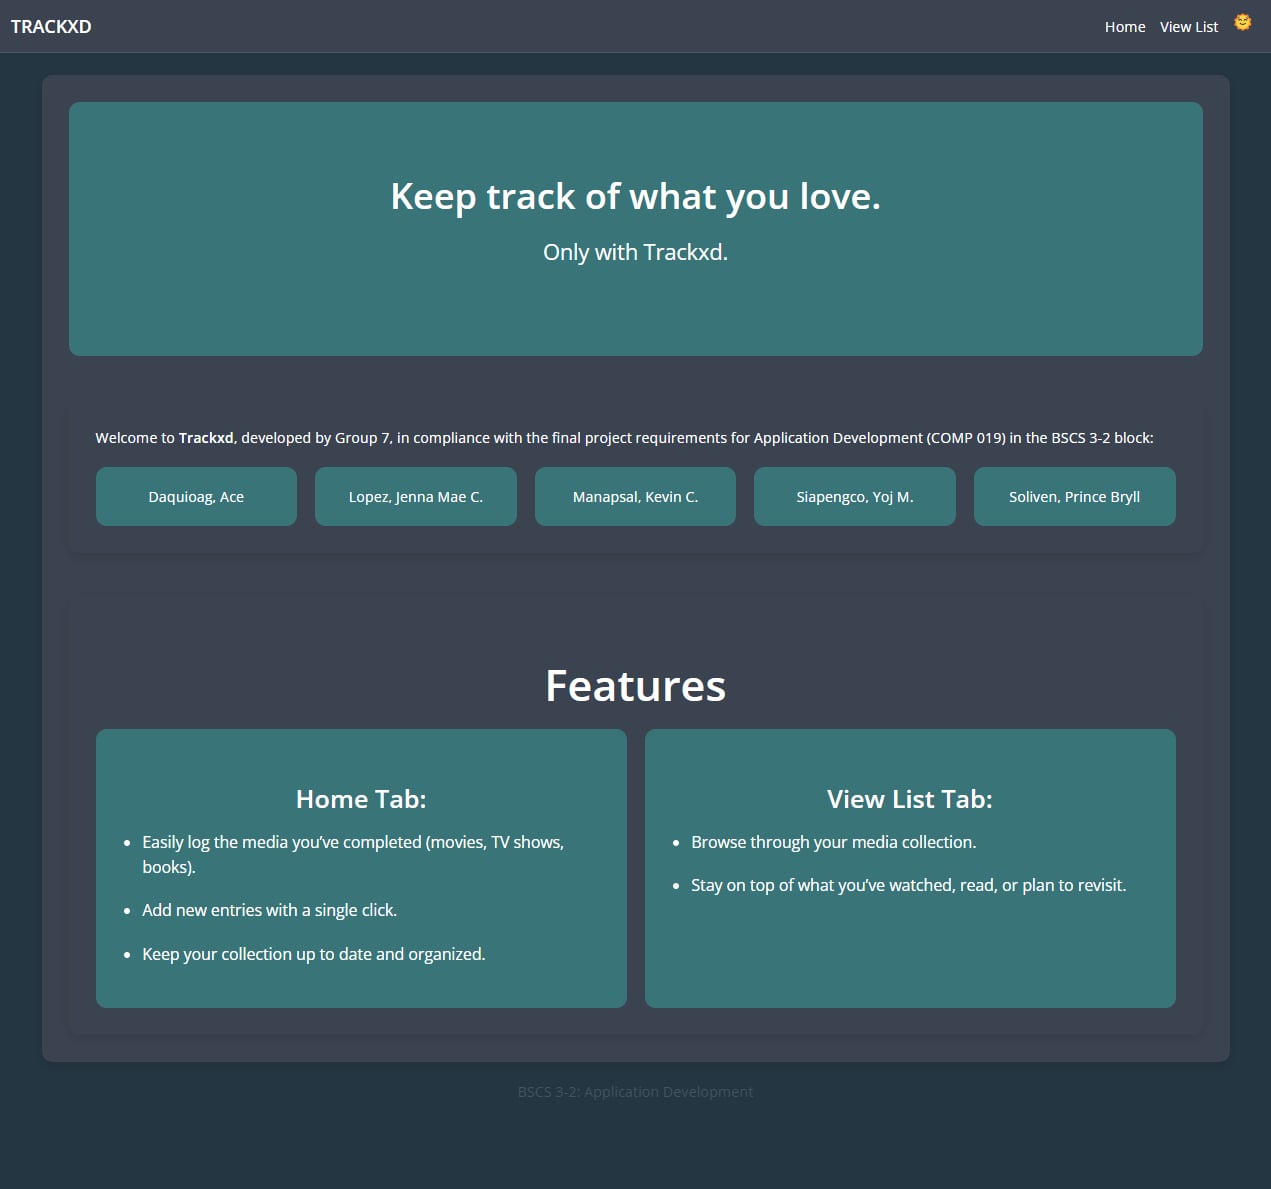 TRACKXD
Home View List
Keep track of what you love.
Only with Trackxd.
Welcome to Trackxd, developed by Group 7, in compliance with the final project requirements for Application Development (COMP 019) in the BSCS 3-2 block:
Daquioag, Ace
Lopez, Jenna Mae C.
Manapsal, Kevin C.
Siapengco, Yoj M.
Soliven, Prince Bryll
Features
Home Tab:
• Easily log the media you’ve completed (movies, TV shows,
books).
• Add new entries with a single click.
• Keep your collection up to date and organized.
View List Tab:
• Browse through your media collection.
• Stay on top of what you’ve watched, read, or plan to revisit.
BSCS 3-2: Application Development